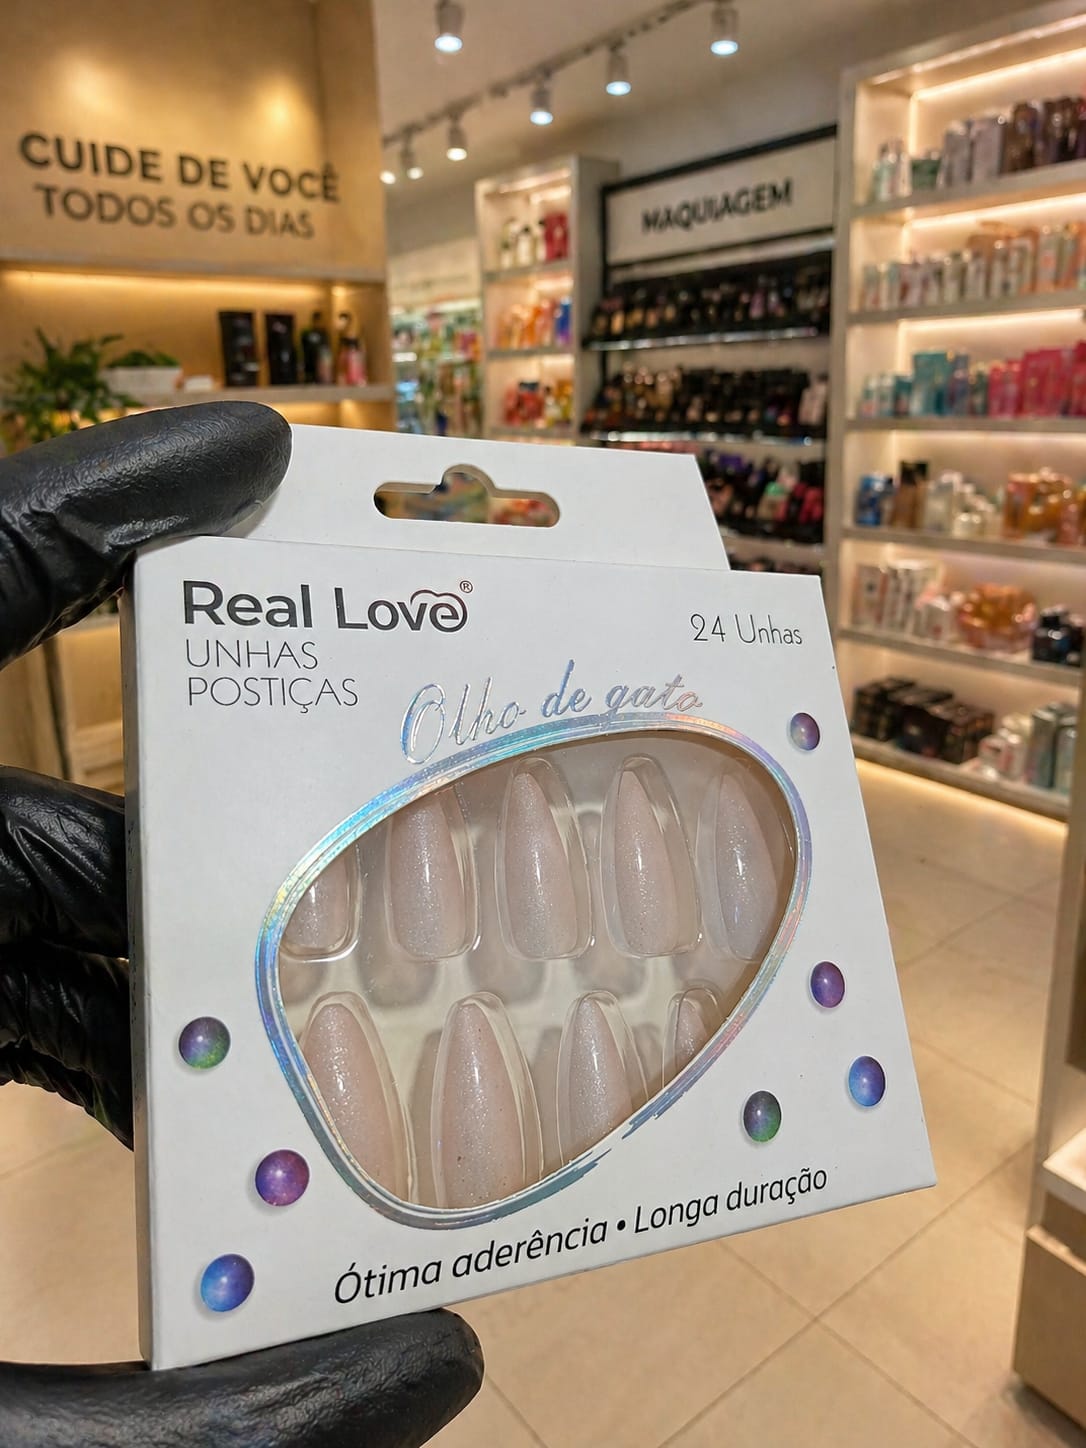 CUIDE DE VOCÊ
TODOS OS DIAS
MAQUIAGEM
Real Love®
UNHAS
POSTIÇAS
24 Unhas
Olho de gato
Ótima aderência • Longa duração